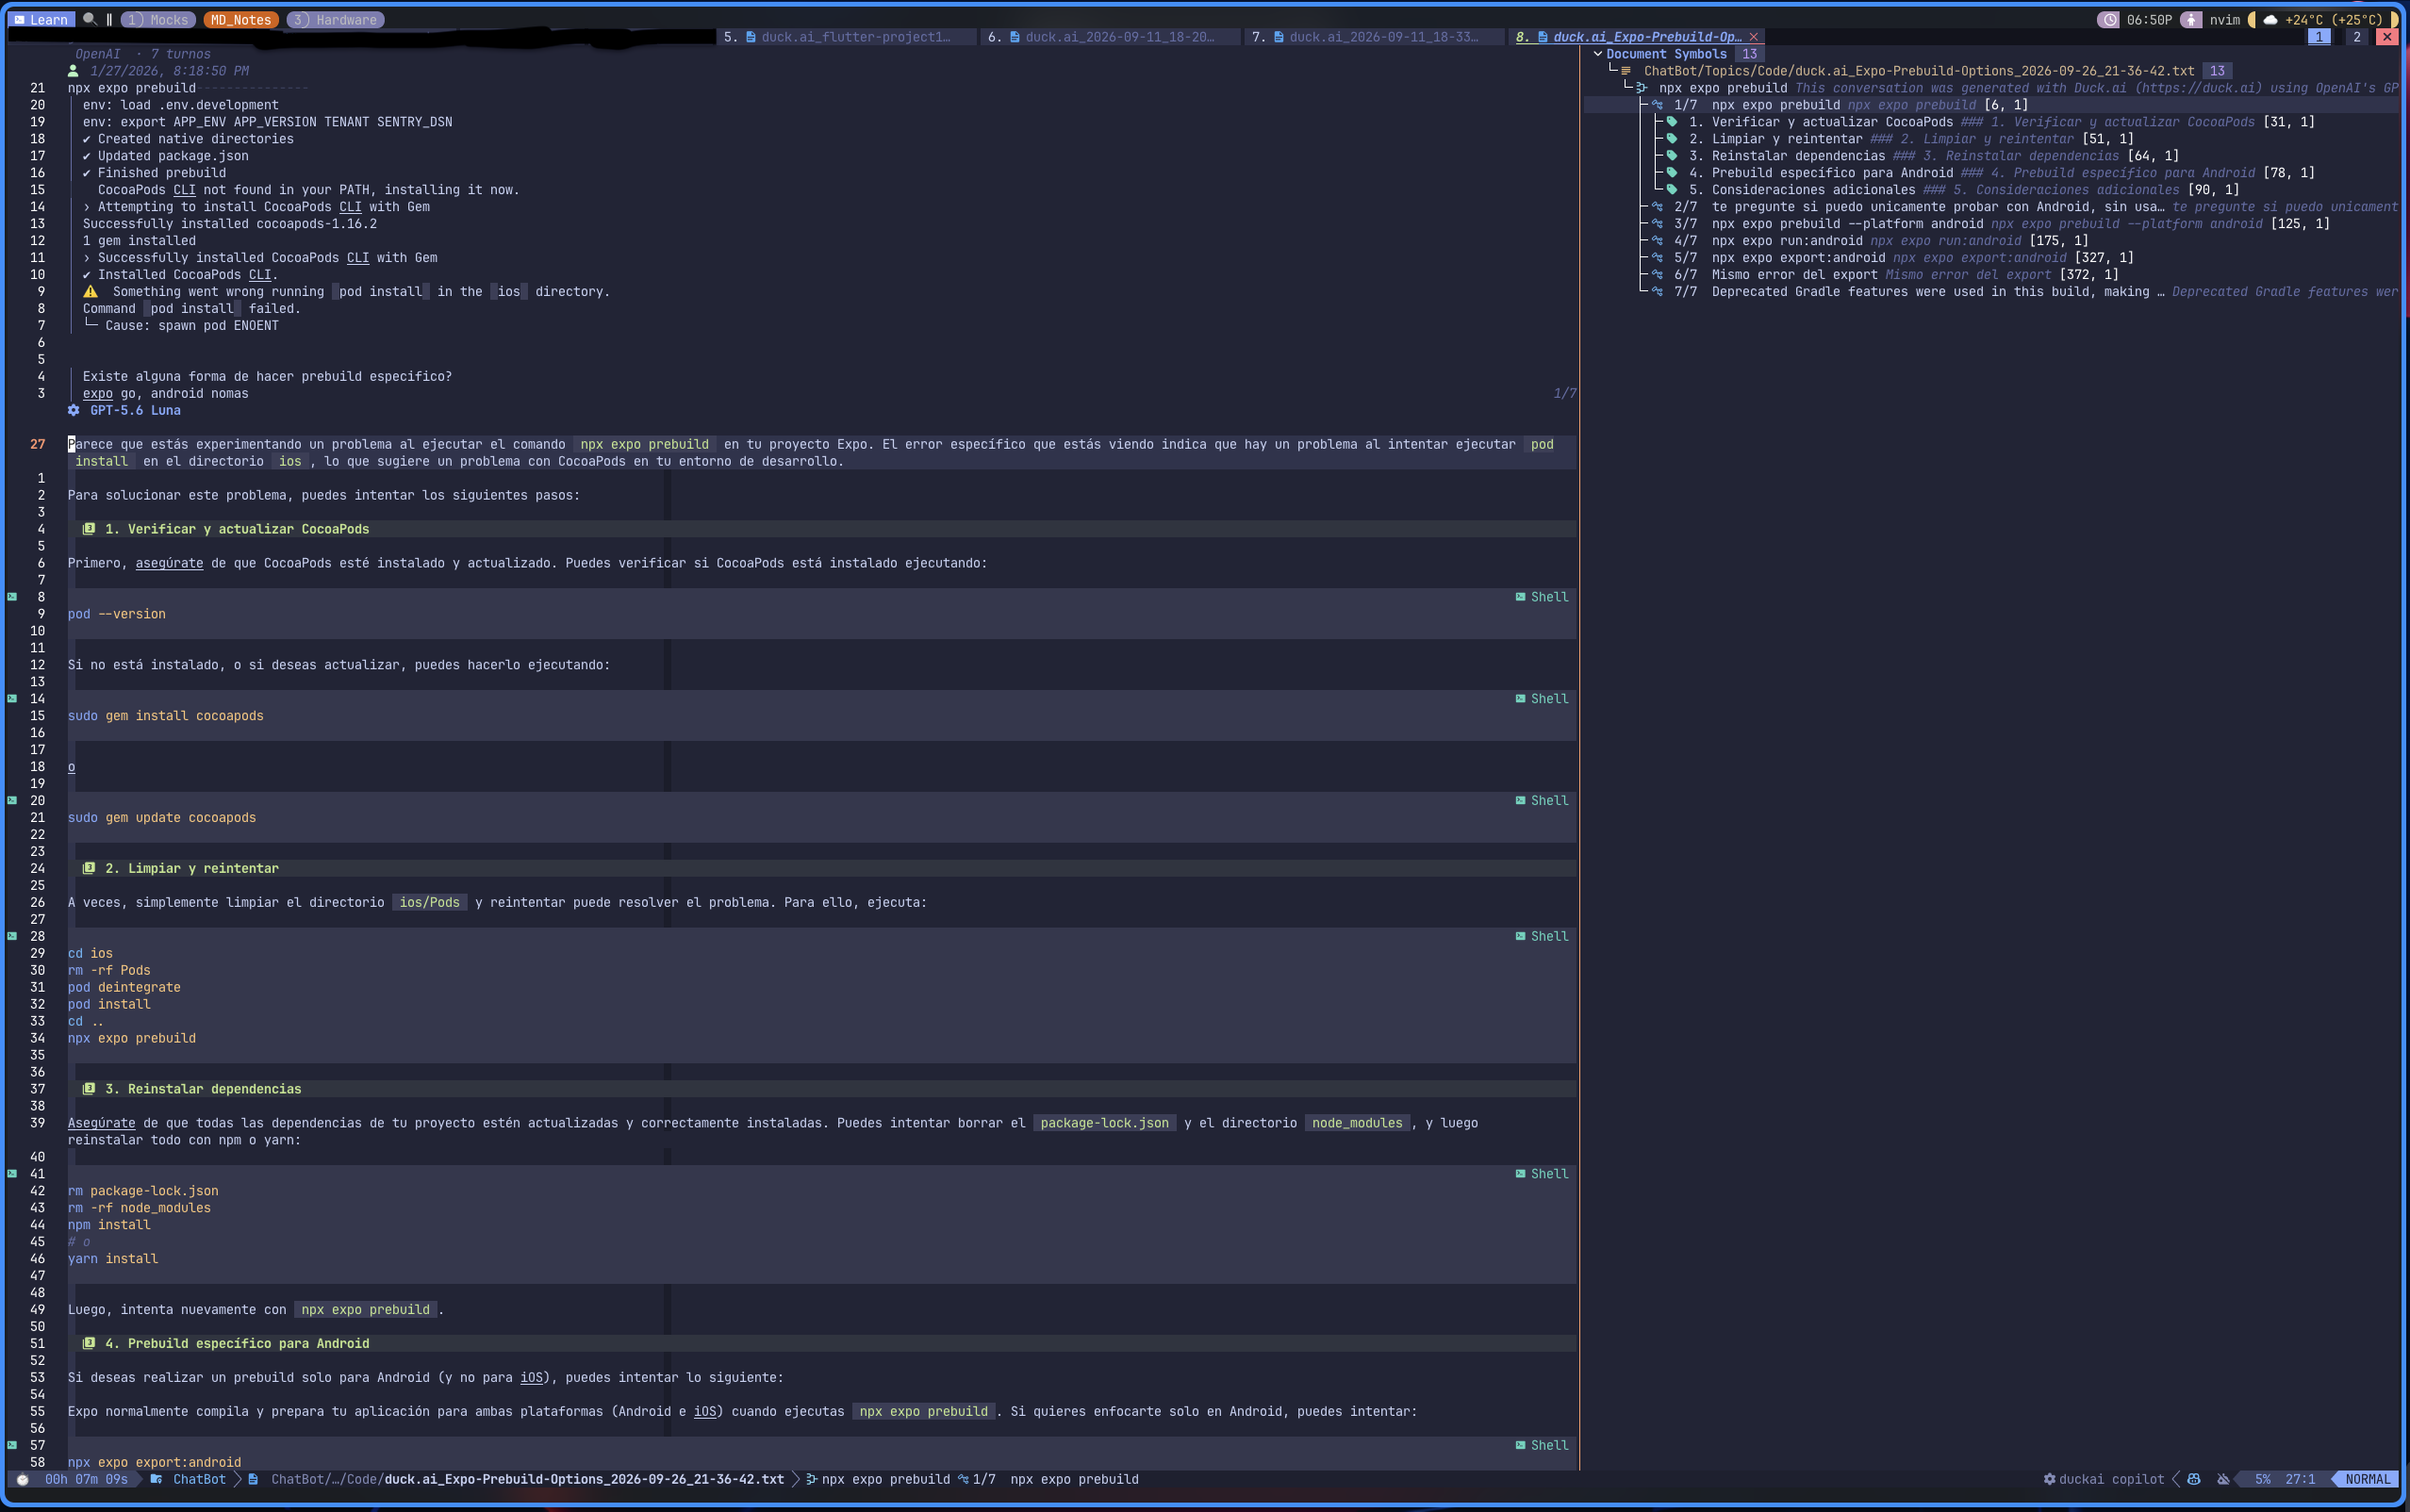 Learn 1) Mocks MD_Notes 3) Hardware 06:50P nvim +24°C (+25°C)
5. duck.ai_flutter-project1… 6. duck.ai_2026-09-11_18-20… 7. duck.ai_2026-09-11_18-33… 8. duck.ai_Expo-Prebuild-Op… × 1 2 ×
OpenAI · 7 turnos
1/27/2026, 8:18:50 PM
21 npx expo prebuild
20 env: load .env.development
19 env: export APP_ENV APP_VERSION TENANT SENTRY_DSN
18 ✔ Created native directories
17 ✔ Updated package.json
16 ✔ Finished prebuild
15 CocoaPods CLI not found in your PATH, installing it now.
14 › Attempting to install CocoaPods CLI with Gem
13 Successfully installed cocoapods-1.16.2
12 1 gem installed
11 › Successfully installed CocoaPods CLI with Gem
10 ✔ Installed CocoaPods CLI.
9 ⚠️ Something went wrong running pod install in the ios directory.
8 Command pod install failed.
7 └─ Cause: spawn pod ENOENT
6
5
4 Existe alguna forma de hacer prebuild especifico?
3 expo go, android nomas 1/7
GPT-5.6 Luna
27 Parece que estás experimentando un problema al ejecutar el comando npx expo prebuild en tu proyecto Expo. El error específico que estás viendo indica que hay un problema al intentar ejecutar pod
install en el directorio ios , lo que sugiere un problema con CocoaPods en tu entorno de desarrollo.
1
2 Para solucionar este problema, puedes intentar los siguientes pasos:
3
4 1. Verificar y actualizar CocoaPods
5
6 Primero, asegúrate de que CocoaPods esté instalado y actualizado. Puedes verificar si CocoaPods está instalado ejecutando:
7
8 Shell
9 pod --version
10
11
12 Si no está instalado, o si deseas actualizar, puedes hacerlo ejecutando:
13
14 Shell
15 sudo gem install cocoapods
16
17
18 o
19
20 Shell
21 sudo gem update cocoapods
22
23
24 2. Limpiar y reintentar
25
26 A veces, simplemente limpiar el directorio ios/Pods y reintentar puede resolver el problema. Para ello, ejecuta:
27
28 Shell
29 cd ios
30 rm -rf Pods
31 pod deintegrate
32 pod install
33 cd ..
34 npx expo prebuild
35
36
37 3. Reinstalar dependencias
38
39 Asegúrate de que todas las dependencias de tu proyecto estén actualizadas y correctamente instaladas. Puedes intentar borrar el package-lock.json y el directorio node_modules , y luego
reinstalar todo con npm o yarn:
40
41 Shell
42 rm package-lock.json
43 rm -rf node_modules
44 npm install
45 # o
46 yarn install
47
48
49 Luego, intenta nuevamente con npx expo prebuild .
50
51 4. Prebuild específico para Android
52
53 Si deseas realizar un prebuild solo para Android (y no para iOS), puedes intentar lo siguiente:
54
55 Expo normalmente compila y prepara tu aplicación para ambas plataformas (Android e iOS) cuando ejecutas npx expo prebuild . Si quieres enfocarte solo en Android, puedes intentar:
56
57 Shell
58 npx expo export:android
Document Symbols 13
ChatBot/Topics/Code/duck.ai_Expo-Prebuild-Options_2026-09-26_21-36-42.txt 13
npx expo prebuild This conversation was generated with Duck.ai (https://duck.ai) using OpenAI's GP
1/7 npx expo prebuild npx expo prebuild [6, 1]
1. Verificar y actualizar CocoaPods ### 1. Verificar y actualizar CocoaPods [31, 1]
2. Limpiar y reintentar ### 2. Limpiar y reintentar [51, 1]
3. Reinstalar dependencias ### 3. Reinstalar dependencias [64, 1]
4. Prebuild específico para Android ### 4. Prebuild específico para Android [78, 1]
5. Consideraciones adicionales ### 5. Consideraciones adicionales [90, 1]
2/7 te pregunte si puedo unicamente probar con Android, sin usa… te pregunte si puedo unicament
3/7 npx expo prebuild --platform android npx expo prebuild --platform android [125, 1]
4/7 npx expo run:android npx expo run:android [175, 1]
5/7 npx expo export:android npx expo export:android [327, 1]
6/7 Mismo error del export Mismo error del export [372, 1]
7/7 Deprecated Gradle features were used in this build, making … Deprecated Gradle features wer
00h 07m 09s ChatBot ChatBot/…/Code/duck.ai_Expo-Prebuild-Options_2026-09-26_21-36-42.txt npx expo prebuild 1/7 npx expo prebuild duckai copilot 5% 27:1 NORMAL